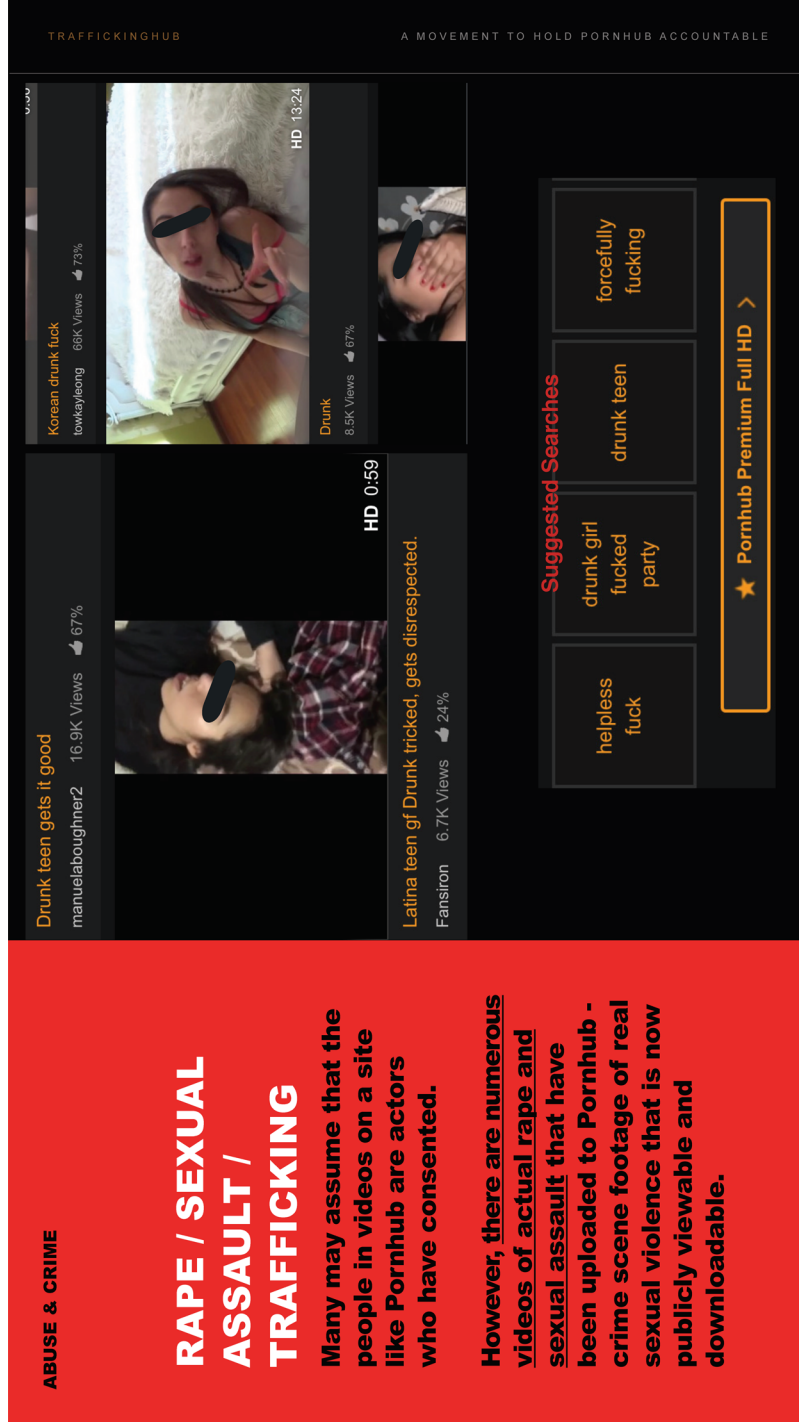 TRAFFICKINGHUB
A MOVEMENT TO HOLD PORNHUB ACCOUNTABLE
ABUSE & CRIME
RAPE / SEXUAL
ASSAULT /
TRAFFICKING
Many may assume that the
people in videos on a site
like Pornhub are actors
who have consented.
However, there are numerous
videos of actual rape and
sexual assault that have
been uploaded to Pornhub -
crime scene footage of real
sexual violence that is now
publicly viewable and
downloadable.
Drunk teen gets it good
manuelaboughner2 16.9K Views 67%
HD 0:59
Latina teen gf Drunk tricked, gets disrespected.
Fansiron 6.7K Views 24%
Korean drunk fuck
towkayleong 66K Views 73%
HD 13:24
Drunk
8.5K Views 67%
Suggested Searches
helpless
fuck
drunk girl
fucked
party
drunk teen
forcefully
fucking
Pornhub Premium Full HD >